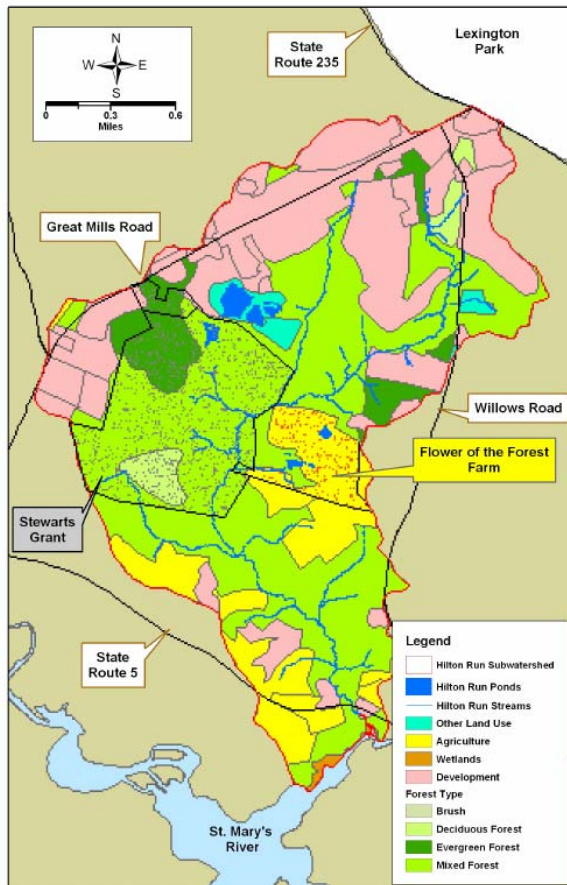 Lexington
Park
State
Route 235
N
W E
S
0 0.3 0.6
Miles
Great Mills Road
Willows Road
Flower of the Forest
Farm
Stewarts
Grant
State
Route 5
St. Mary's
River
Legend
Hilton Run Subwatershed
Hilton Run Ponds
Hilton Run Streams
Other Land Use
Agriculture
Wetlands
Development
Forest Type
Brush
Deciduous Forest
Evergreen Forest
Mixed Forest